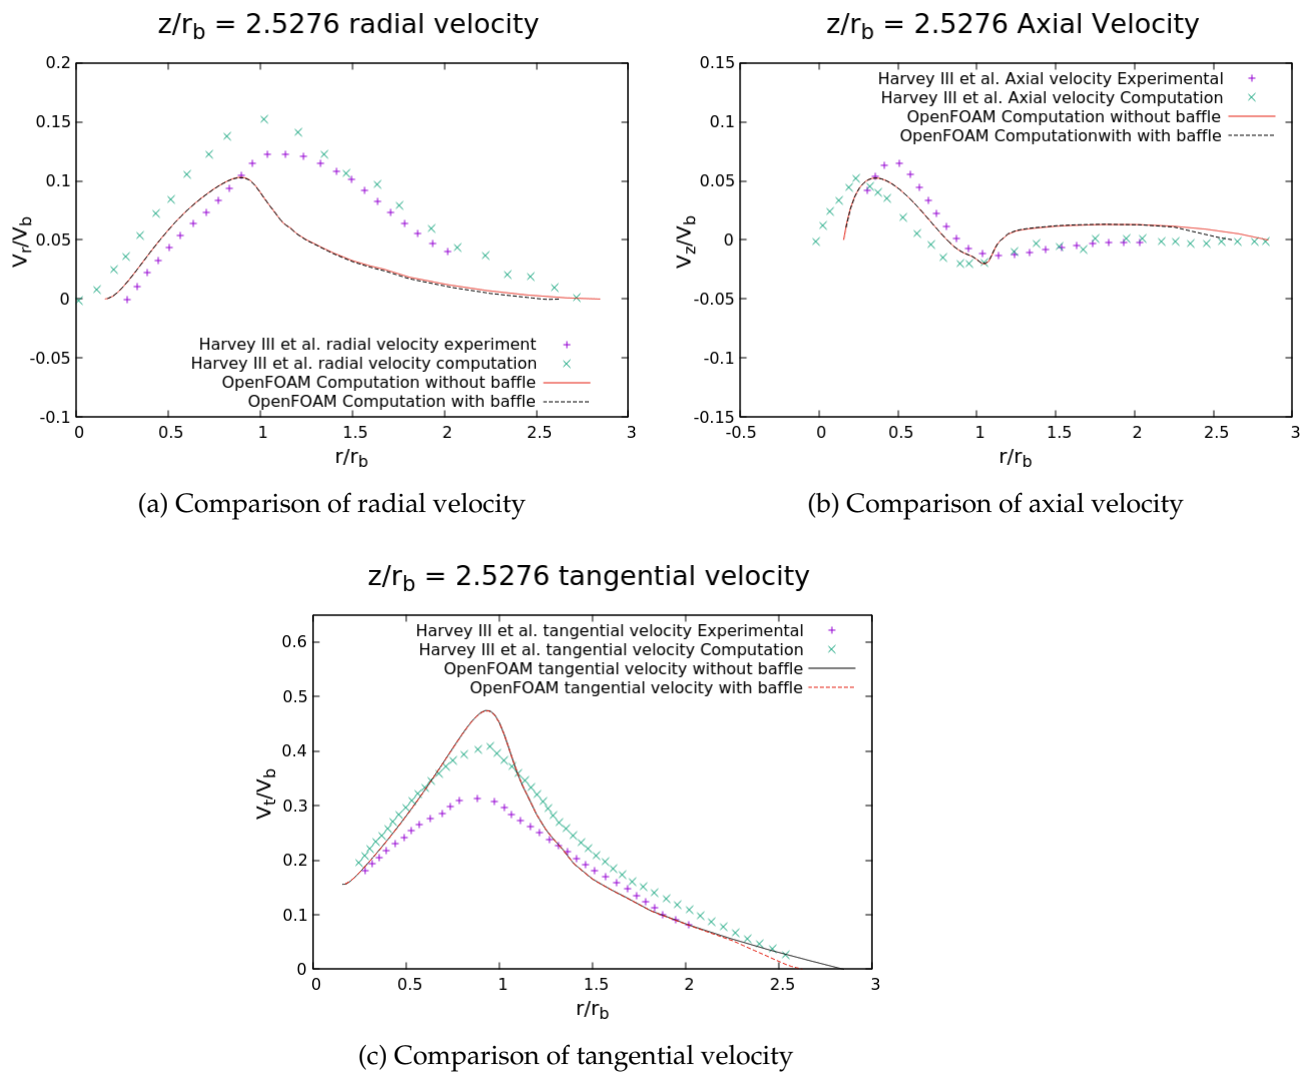 z/r_b = 2.5276 radial velocity
0.2
0.15
0.1
0.05
0
-0.05
-0.1
V_r/V_b
Harvey III et al. radial velocity experiment
Harvey III et al. radial velocity computation
OpenFOAM Computation without baffle
OpenFOAM Computation with baffle
0 0.5 1 1.5 2 2.5 3
r/r_b
(a) Comparison of radial velocity
z/r_b = 2.5276 Axial Velocity
0.15
0.1
0.05
0
-0.05
-0.1
-0.15
V_z/V_b
Harvey III et al. Axial velocity Experimental
Harvey III et al. Axial velocity Computation
OpenFOAM Computation without baffle
OpenFOAM Computationwith with baffle
-0.5 0 0.5 1 1.5 2 2.5 3
r/r_b
(b) Comparison of axial velocity
z/r_b = 2.5276 tangential velocity
0.6
0.5
0.4
0.3
0.2
0.1
0
V_t/V_b
Harvey III et al. tangential velocity Experimental
Harvey III et al. tangential velocity Computation
OpenFOAM tangential velocity without baffle
OpenFOAM tangential velocity with baffle
0 0.5 1 1.5 2 2.5 3
r/r_b
(c) Comparison of tangential velocity